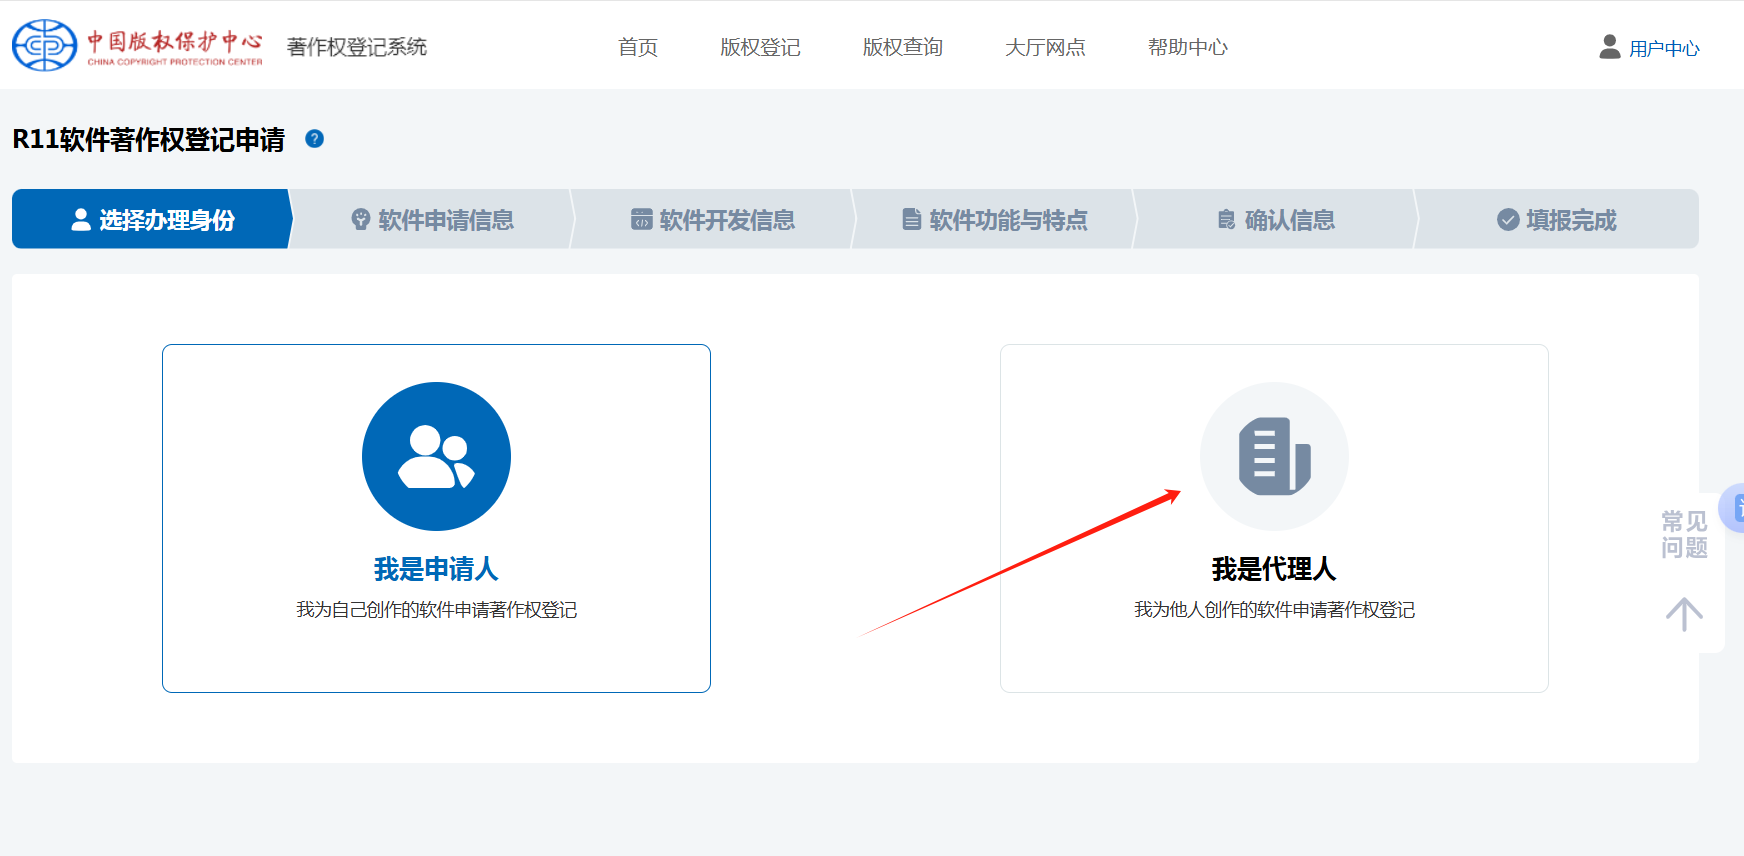 中国版权保护中心
CHINA COPYRIGHT PROTECTION CENTER
著作权登记系统
首页
版权登记
版权查询
大厅网点
帮助中心
用户中心
R11软件著作权登记申请
?
选择办理身份
软件申请信息
软件开发信息
软件功能与特点
确认信息
填报完成
我是申请人
我为自己创作的软件申请著作权登记
我是代理人
我为他人创作的软件申请著作权登记
常见
问题